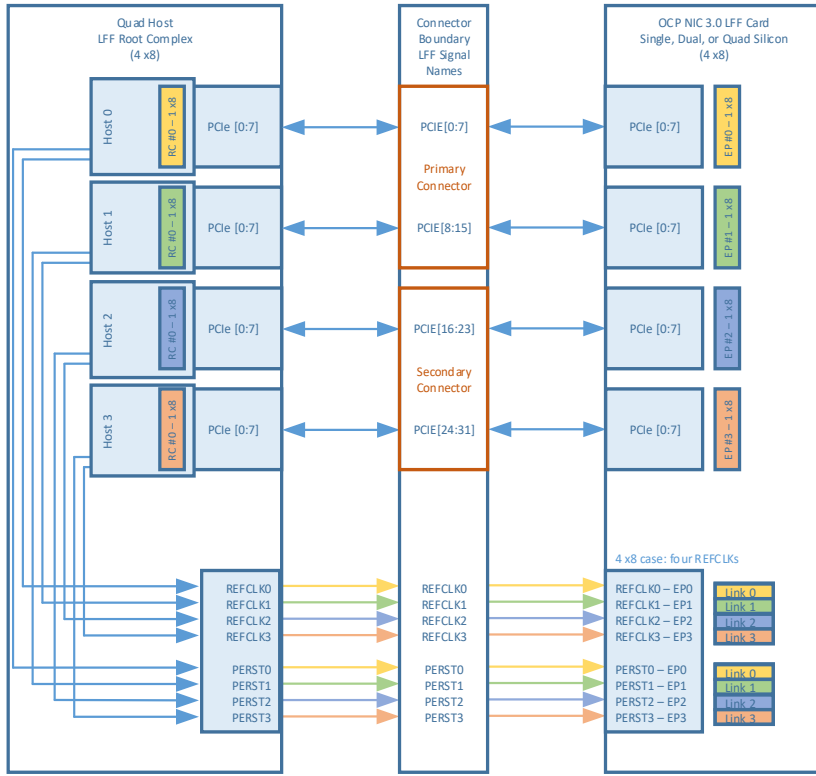 Quad Host
LFF Root Complex
(4 x8)
Connector
Boundary
LFF Signal
Names
OCP NIC 3.0 LFF Card
Single, Dual, or Quad Silicon
(4 x8)
Host 0
RC #0 – 1 x8
PCIe [0:7]
PCIE[0:7]
PCIe [0:7]
EP #0 – 1 x8
Primary
Connector
Host 1
RC #0 – 1 x8
PCIe [0:7]
PCIE[8:15]
PCIe [0:7]
EP #1 – 1 x8
Host 2
RC #0 – 1 x8
PCIe [0:7]
PCIE[16:23]
PCIe [0:7]
EP #2 – 1 x8
Secondary
Connector
Host 3
RC #0 – 1 x8
PCIe [0:7]
PCIE[24:31]
PCIe [0:7]
EP #3 – 1 x8
4 x8 case: four REFCLKs
REFCLK0
REFCLK1
REFCLK2
REFCLK3
PERST0
PERST1
PERST2
PERST3
REFCLK0
REFCLK1
REFCLK2
REFCLK3
PERST0
PERST1
PERST2
PERST3
REFCLK0 – EP0
REFCLK1 – EP1
REFCLK2 – EP2
REFCLK3 – EP3
PERST0 – EP0
PERST1 – EP1
PERST2 – EP2
PERST3 – EP3
Link 0
Link 1
Link 2
Link 3
Link 0
Link 1
Link 2
Link 3